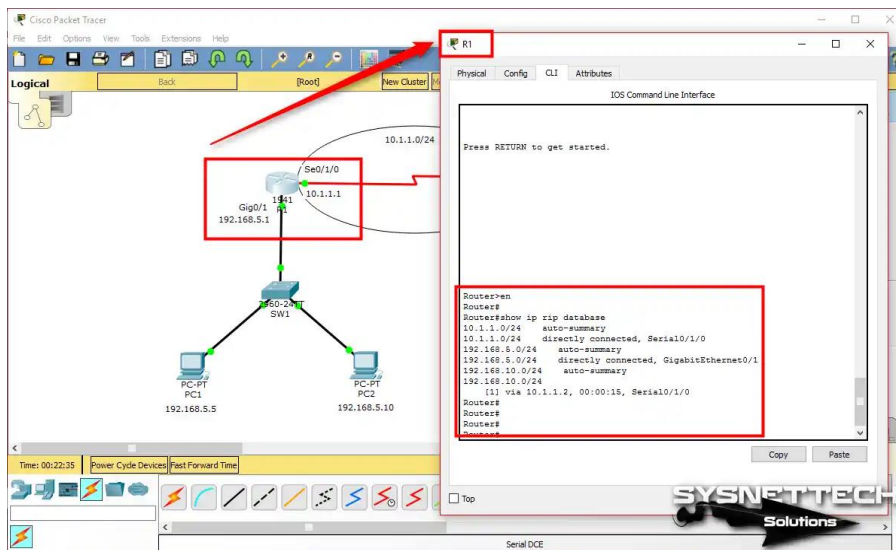 Cisco Packet Tracer
File Edit Options View Tools Extensions Help
Logical
Back
[Root]
New Cluster
10.1.1.0/24
Se0/1/0
10.1.1.1
1941
R1
Gig0/1
192.168.5.1
2960-24TT
SW1
PC-PT
PC1
192.168.5.5
PC-PT
PC2
192.168.5.10
Time: 00:22:35 Power Cycle Devices Fast Forward Time
Serial DCE
R1
Physical Config CLI Attributes
IOS Command Line Interface
Press RETURN to get started.
Router>en
Router#
Router#show ip rip database
10.1.1.0/24 auto-summary
10.1.1.0/24 directly connected, Serial0/1/0
192.168.5.0/24 auto-summary
192.168.5.0/24 directly connected, GigabitEthernet0/1
192.168.10.0/24 auto-summary
192.168.10.0/24
[1] via 10.1.1.2, 00:00:15, Serial0/1/0
Router#
Router#
Router#
Router#
Copy Paste
Top
SYSNETTECH
Solutions